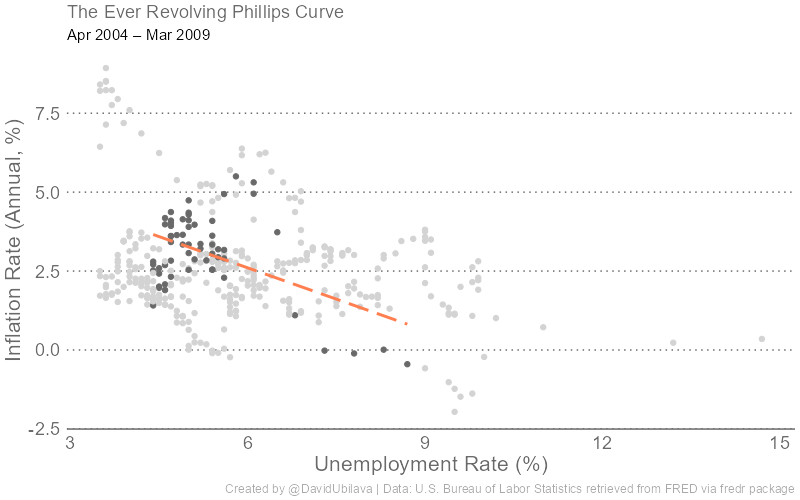 The Ever Revolving Phillips Curve
Apr 2004 – Mar 2009
Inflation Rate (Annual, %)
7.5
5.0
2.5
0.0
-2.5
3 6 9 12 15
Unemployment Rate (%)
Created by @DavidUbilava | Data: U.S. Bureau of Labor Statistics retrieved from FRED via fredr package